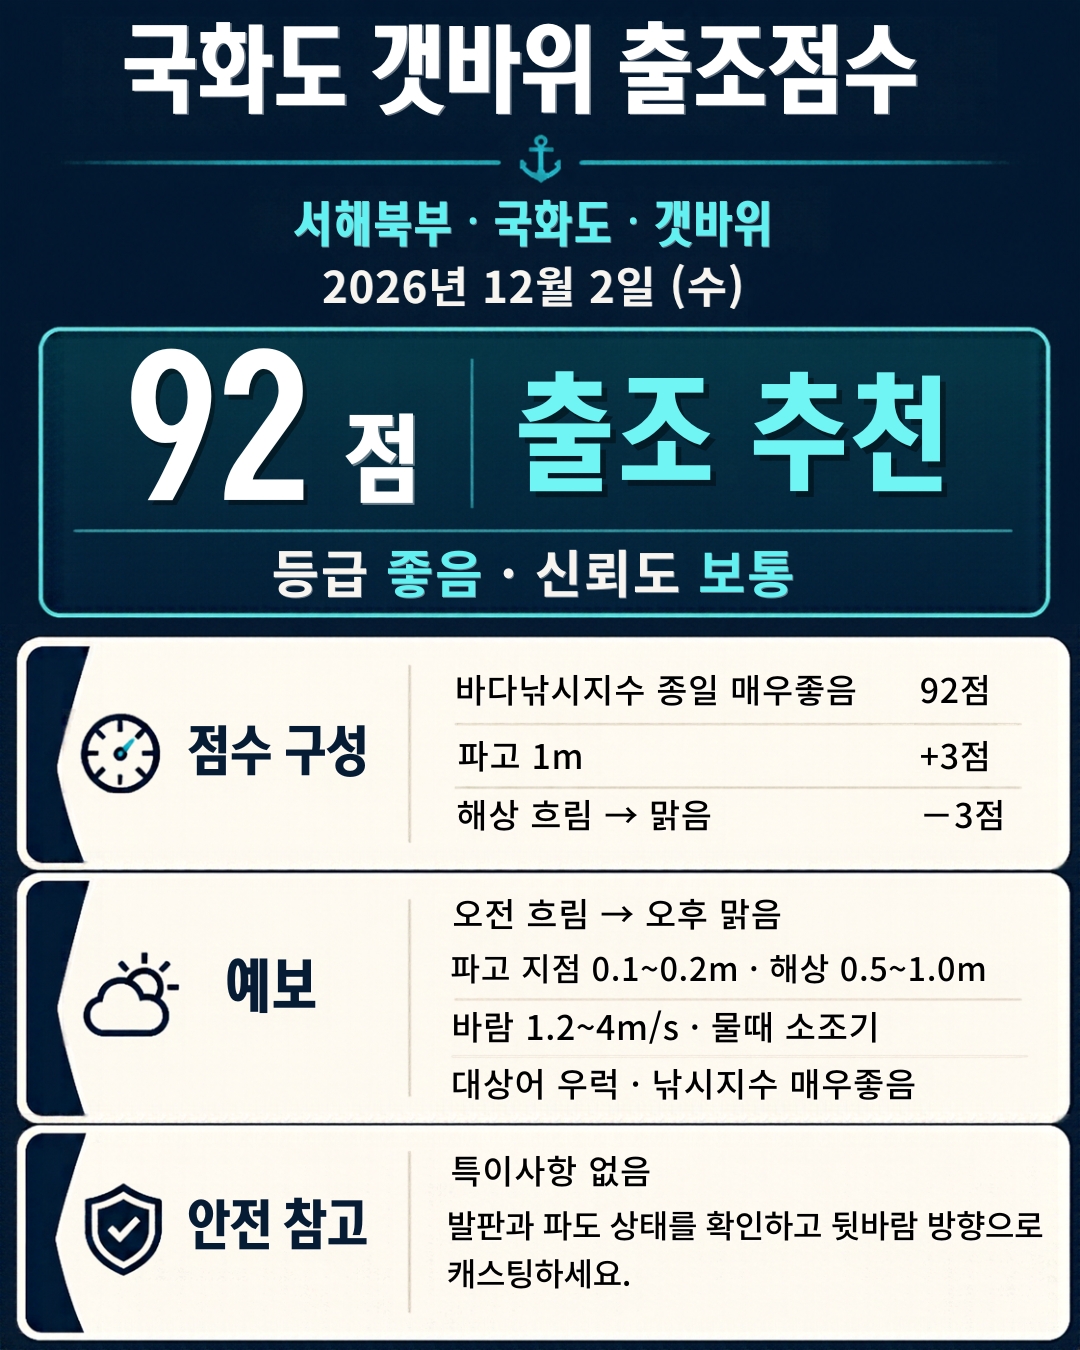 국화도 갯바위 출조점수
서해북부 · 국화도 · 갯바위
2026년 12월 2일 (수)
92 점
출조 추천
등급 좋음 · 신뢰도 보통
점수 구성
바다낚시지수 종일 매우좋음 92점
파고 1m +3점
해상 흐림 → 맑음 −3점
예보
오전 흐림 → 오후 맑음
파고 지점 0.1~0.2m · 해상 0.5~1.0m
바람 1.2~4m/s · 물때 소조기
대상어 우럭 · 낚시지수 매우좋음
안전 참고
특이사항 없음
발판과 파도 상태를 확인하고 뒷바람 방향으로
캐스팅하세요.